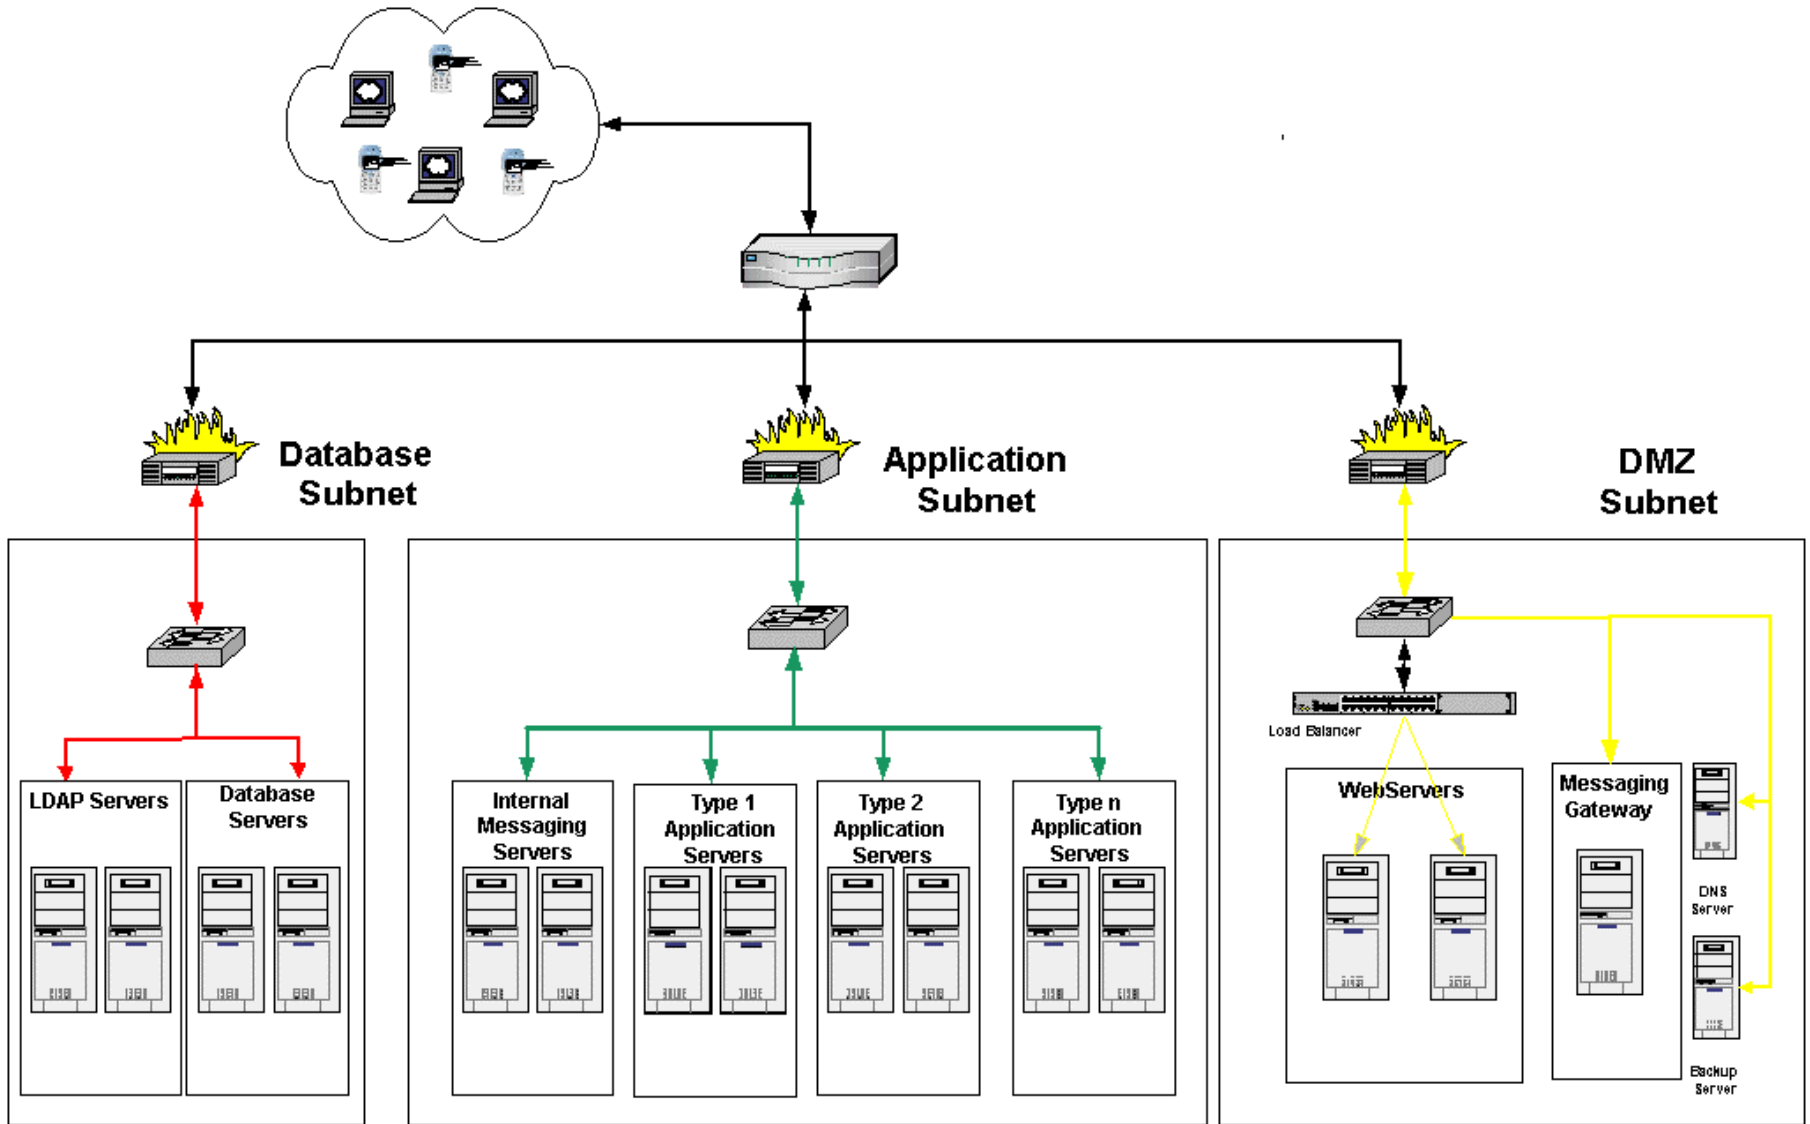 Database
Subnet
Application
Subnet
DMZ
Subnet
LDAP Servers
Database
Servers
Internal
Messaging
Servers
Type 1
Application
Servers
Type 2
Application
Servers
Type n
Application
Servers
Load Balancer
WebServers
Messaging
Gateway
DNS
Server
Backup
Server